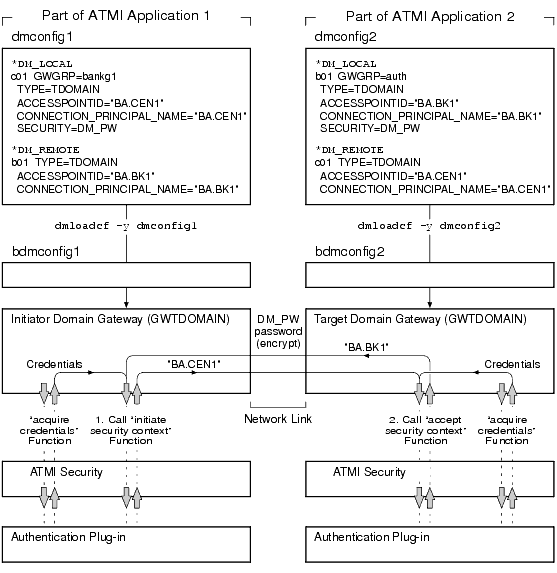 Part of ATMI Application 1
dmconfig1
*DM_LOCAL
c01 GWGRP=bankg1
TYPE=TDOMAIN
ACCESSPOINTID="BA.CEN1"
CONNECTION_PRINCIPAL_NAME="BA.CEN1"
SECURITY=DM_PW
*DM_REMOTE
b01 TYPE=TDOMAIN
ACCESSPOINTID="BA.BK1"
CONNECTION_PRINCIPAL_NAME="BA.BK1"
dmloadcf -y dmconfig1
bdmconfig1
Part of ATMI Application 2
dmconfig2
*DM_LOCAL
b01 GWGRP=auth
TYPE=TDOMAIN
ACCESSPOINTID="BA.BK1"
CONNECTION_PRINCIPAL_NAME="BA.BK1"
SECURITY=DM_PW
*DM_REMOTE
c01 TYPE=TDOMAIN
ACCESSPOINTID="BA.CEN1"
CONNECTION_PRINCIPAL_NAME="BA.CEN1"
dmloadcf -y dmconfig2
bdmconfig2
Initiator Domain Gateway (GWTDOMAIN)
DM_PW
password
(encrypt)
Target Domain Gateway (GWTDOMAIN)
"BA.BK1"
Credentials
"BA.CEN1"
Credentials
"acquire
credentials"
Function
1. Call "initiate
security context"
Function
Network Link
2. Call "accept
security context"
Function
"acquire
credentials"
Function
ATMI Security
ATMI Security
Authentication Plug-in
Authentication Plug-in